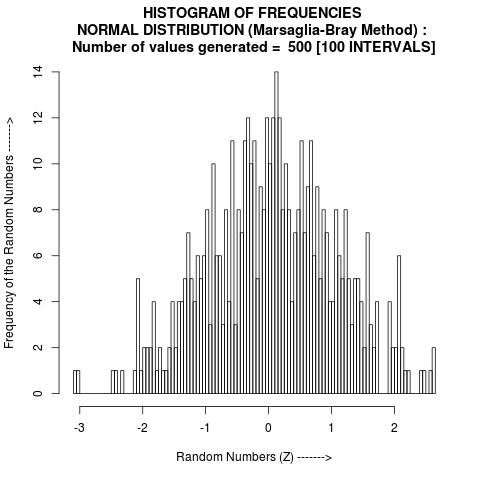 HISTOGRAM OF FREQUENCIES
NORMAL DISTRIBUTION (Marsaglia-Bray Method) :
Number of values generated =  500 [100 INTERVALS]
Frequency of the Random Numbers ------->
14
12
10
8
6
4
2
0
-3 -2 -1 0 1 2
Random Numbers (Z) ------->